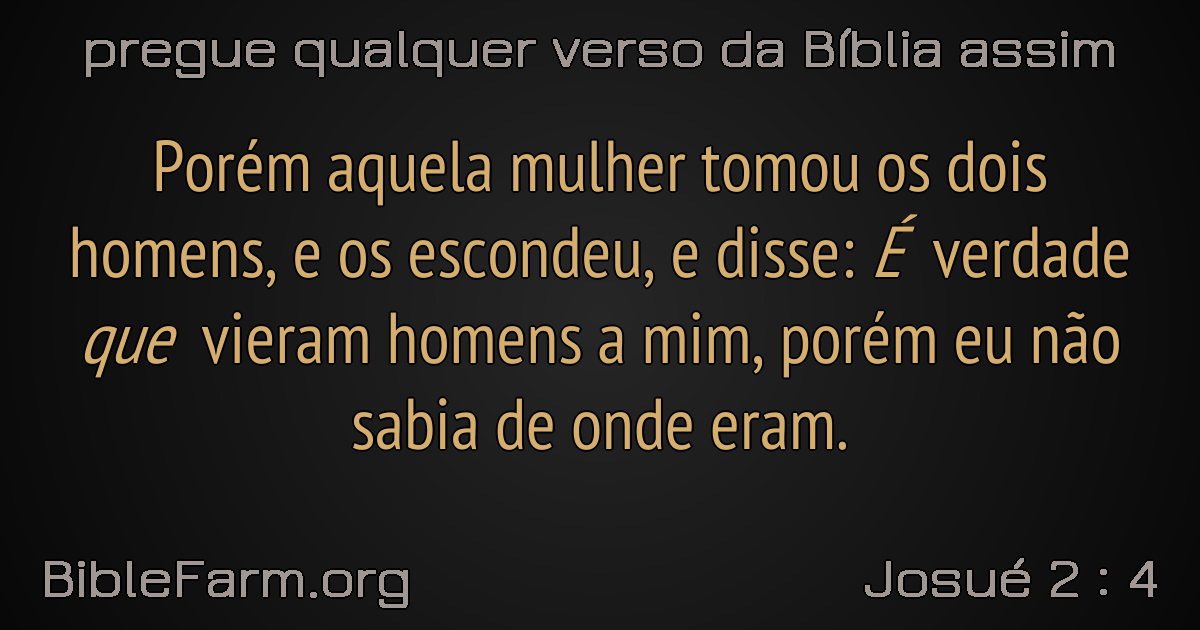 pregue qualquer verso da Bíblia assim
Porém aquela mulher tomou os dois
homens, e os escondeu, e disse: É verdade
que vieram homens a mim, porém eu não
sabia de onde eram.
BibleFarm.org
Josué 2 : 4